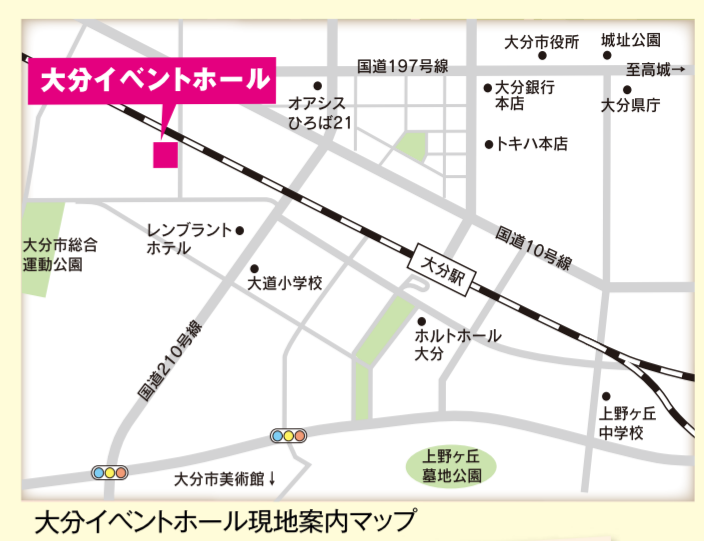 大分市役所
城址公園
国道197号線
至高城→
大分イベントホール
オアシス
ひろば21
大分銀行
本店
大分県庁
トキハ本店
レンブラント
ホテル
国道10号線
大分市総合
運動公園
大道小学校
大分駅
ホルトホール
大分
国道210号線
上野ヶ丘
中学校
上野ヶ丘
墓地公園
大分市美術館↓
大分イベントホール現地案内マップ